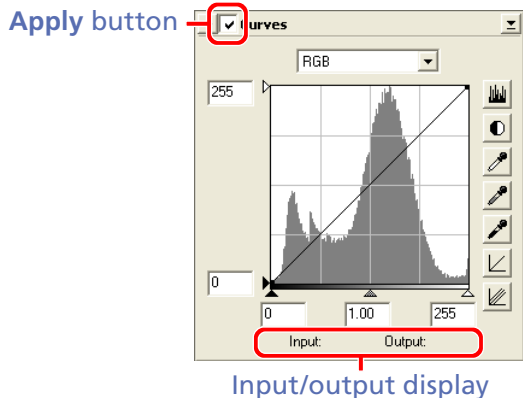 Apply button
Curves
RGB
255
0
0 1.00 255
Input: Output:
Input/output display